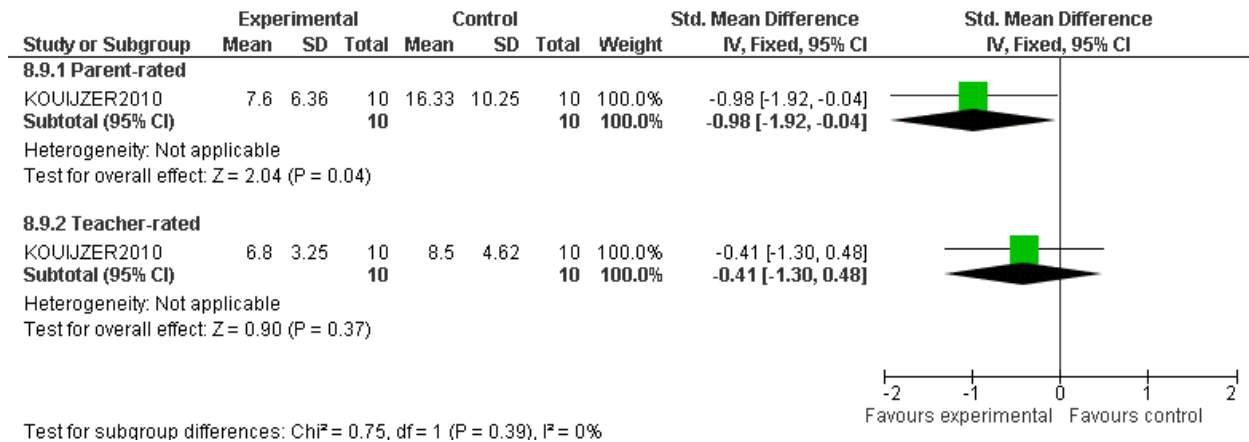 Experimental Control Std. Mean Difference Std. Mean Difference
Study or Subgroup Mean SD Total Mean SD Total Weight IV, Fixed, 95% CI IV, Fixed, 95% CI
8.9.1 Parent-rated
KOUIJZER2010 7.6 6.36 10 16.33 10.25 10 100.0% -0.98 [-1.92, -0.04]
Subtotal (95% CI) 10 10 100.0% -0.98 [-1.92, -0.04]
Heterogeneity: Not applicable
Test for overall effect: Z = 2.04 (P = 0.04)
8.9.2 Teacher-rated
KOUIJZER2010 6.8 3.25 10 8.5 4.62 10 100.0% -0.41 [-1.30, 0.48]
Subtotal (95% CI) 10 10 100.0% -0.41 [-1.30, 0.48]
Heterogeneity: Not applicable
Test for overall effect: Z = 0.90 (P = 0.37)
-2 -1 0 1 2
Favours experimental Favours control
Test for subgroup differences: Chi² = 0.75, df = 1 (P = 0.39), I² = 0%